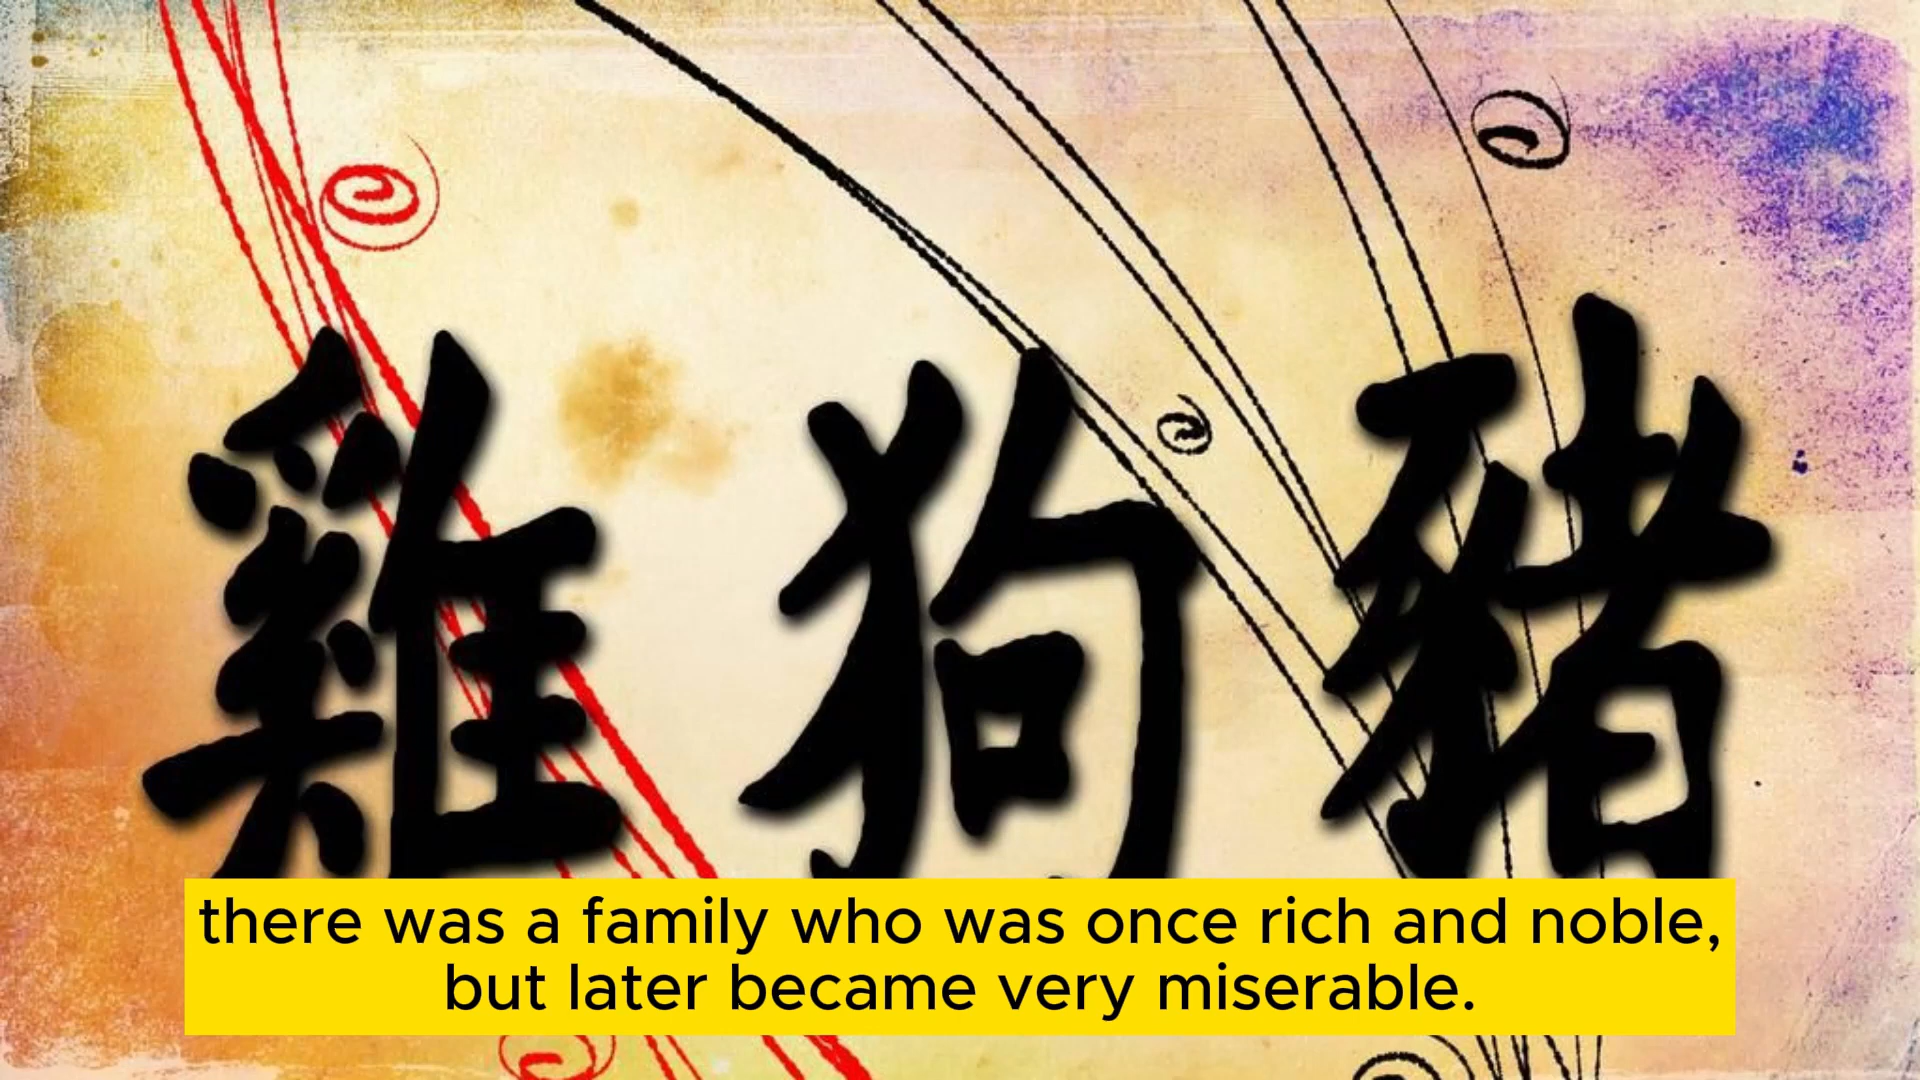 雞狗豬
there was a family who was once rich and noble,
but later became very miserable.